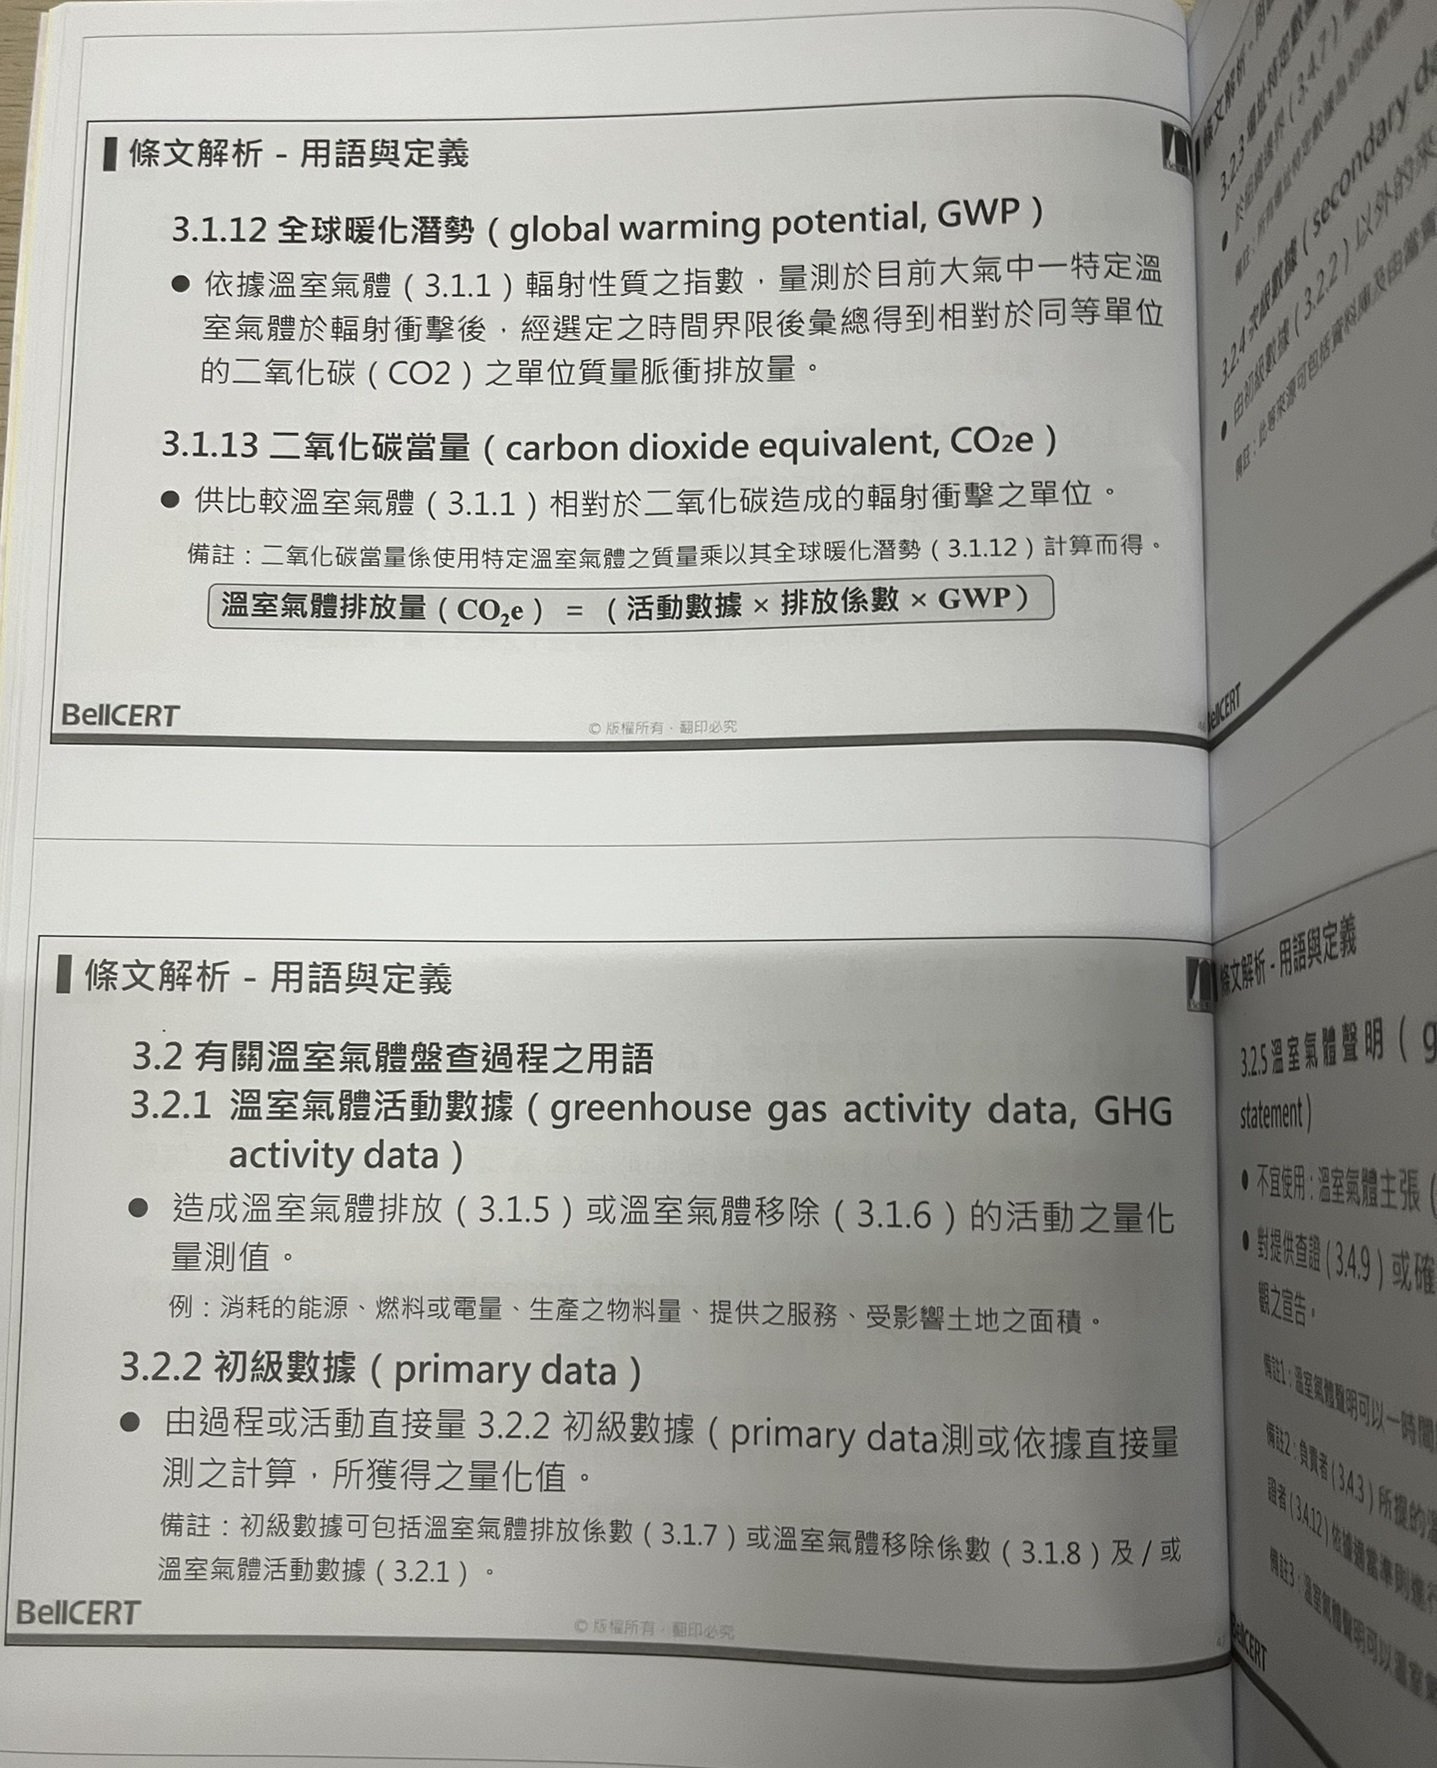 條文解析 - 用語與定義
3.1.12 全球暖化潛勢（global warming potential, GWP）
● 依據溫室氣體（3.1.1）輻射性質之指數，量測於目前大氣中一特定溫
室氣體於輻射衝擊後，經選定之時間界限後彙總得到相對於同等單位
的二氧化碳（CO2）之單位質量脈衝排放量。
3.1.13 二氧化碳當量（carbon dioxide equivalent, CO2e）
● 供比較溫室氣體（3.1.1）相對於二氧化碳造成的輻射衝擊之單位。
備註：二氧化碳當量係使用特定溫室氣體之質量乘以其全球暖化潛勢（3.1.12）計算而得。
溫室氣體排放量（CO₂e） = （活動數據 × 排放係數 × GWP）
BellCERT
© 版權所有．翻印必究
條文解析 - 用語與定義
3.2 有關溫室氣體盤查過程之用語
3.2.1 溫室氣體活動數據（greenhouse gas activity data, GHG
activity data）
● 造成溫室氣體排放（3.1.5）或溫室氣體移除（3.1.6）的活動之量化
量測值。
例：消耗的能源、燃料或電量、生產之物料量、提供之服務、受影響土地之面積。
3.2.2 初級數據（primary data）
● 由過程或活動直接量 3.2.2 初級數據（primary data測或依據直接量
測之計算，所獲得之量化值。
備註：初級數據可包括溫室氣體排放係數（3.1.7）或溫室氣體移除係數（3.1.8）及 / 或
溫室氣體活動數據（3.2.1）。
BellCERT
© 版權所有．翻印必究
條文解析
3.2.3
（3.4.7）
3.2.4 次級數據（secondary
● 由初級數據（3.2.2）以外的來
備註：此等來源可包括資料庫及
BellCERT
條文解析 - 用語與定義
3.2.5 溫室氣體聲明（g
statement）
● 不宜使用：溫室氣體主張（
● 對提供查證（3.4.9）或確
觀之宣告。
備註1：溫室氣體聲明可以一時間
備註2：負責者（3.4.3）所提的溫
證者（3.4.12）依據適當準則進行
備註3：溫室氣體聲明可以溫室氣
BellCERT